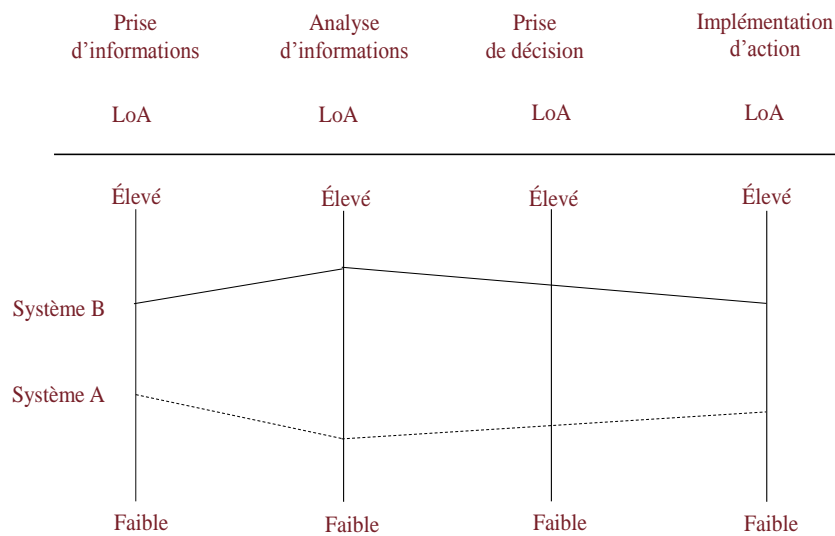 Prise
d’informations
Analyse
d’informations
Prise
de décision
Implémentation
d’action
LoA
LoA
LoA
LoA
Élevé
Élevé
Élevé
Élevé
Système B
Système A
Faible
Faible
Faible
Faible